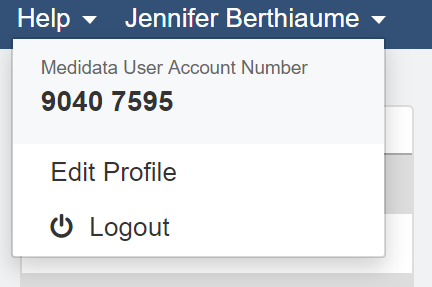 Help Jennifer Berthiaume
Medidata User Account Number
9040 7595
Edit Profile
Logout